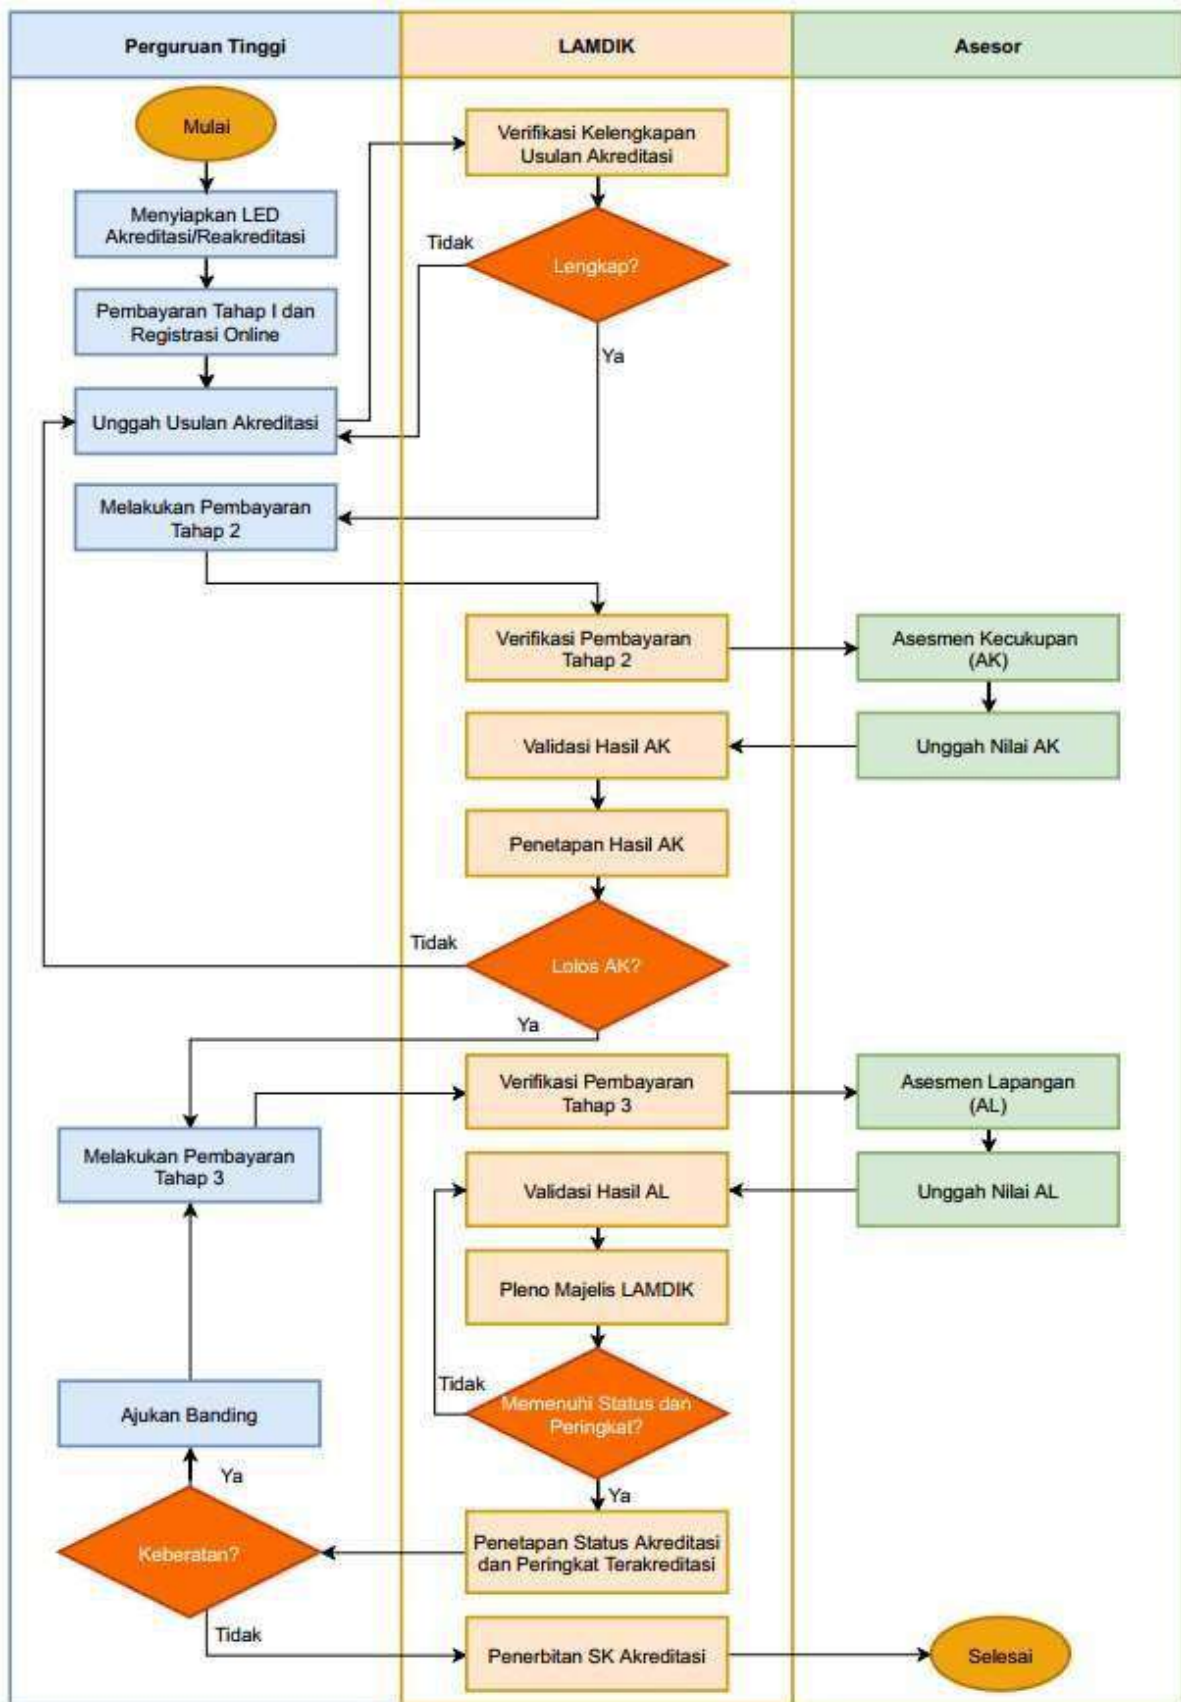 Perguruan Tinggi
LAMDIK
Asesor
Mulai
Verifikasi Kelengkapan
Usulan Akreditasi
Menyiapkan LED
Akreditasi/Reakreditasi
Tidak
Lengkap?
Pembayaran Tahap I dan
Registrasi Online
Ya
Unggah Usulan Akreditasi
Melakukan Pembayaran
Tahap 2
Verifikasi Pembayaran
Tahap 2
Asesmen Kecukupan
(AK)
Validasi Hasil AK
Unggah Nilai AK
Penetapan Hasil AK
Tidak
Lolos AK?
Ya
Verifikasi Pembayaran
Tahap 3
Asesmen Lapangan
(AL)
Melakukan Pembayaran
Tahap 3
Validasi Hasil AL
Unggah Nilai AL
Pleno Majelis LAMDIK
Tidak
Memenuhi Status dan
Peringkat?
Ajukan Banding
Ya
Ya
Keberatan?
Penetapan Status Akreditasi
dan Peringkat Terakreditasi
Tidak
Penerbitan SK Akreditasi
Selesai